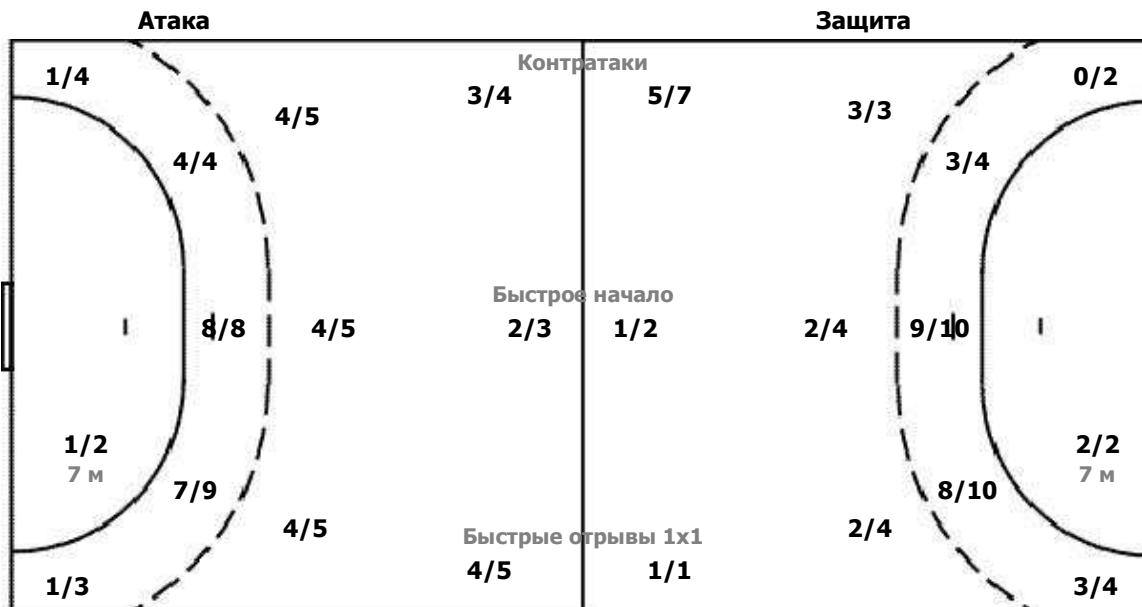 Атака Защита
Контратаки
1/4 3/4 5/7 0/2
4/5 3/3
4/4 3/4
Быстрое начало
8/8 4/5 2/3 1/2 2/4 9/10
1/2 2/2
7 м 7 м
7/9 8/10
4/5 2/4
Быстрые отрывы 1x1
4/5 1/1
1/3 3/4